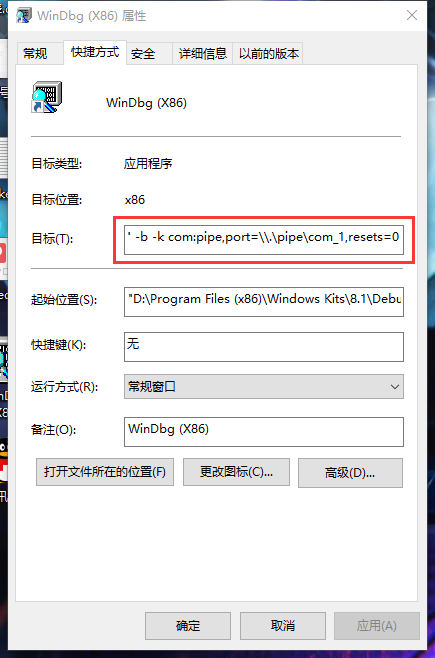 WinDbg (X86) 属性
常规 快捷方式 安全 详细信息 以前的版本
WinDbg (X86)
目标类型: 应用程序
目标位置: x86
目标(T): " -b -k com:pipe,port=\\.\pipe\com_1,resets=0
起始位置(S): "D:\Program Files (x86)\Windows Kits\8.1\Debu
快捷键(K): 无
运行方式(R): 常规窗口
备注(O): WinDbg (X86)
打开文件所在的位置(F) 更改图标(C)... 高级(D)...
确定 取消 应用(A)